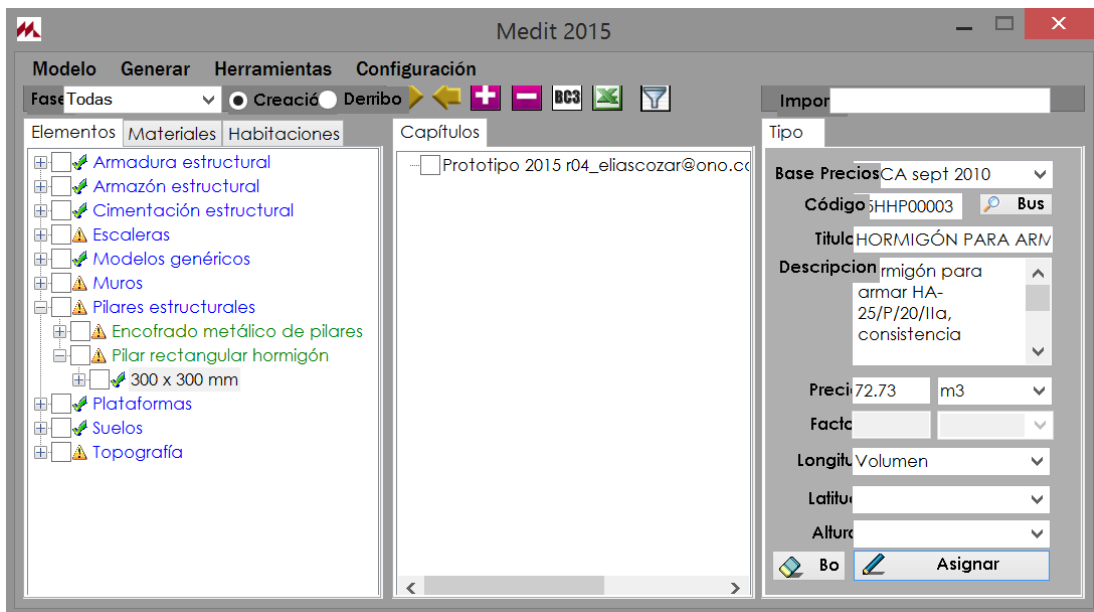 Medit 2015
Modelo Generar Herramientas Configuración
Fase Todas Creació Derribo BC3 Impor
Elementos Materiales Habitaciones Capítulos Tipo
Armadura estructural
Armazón estructural
Cimentación estructural
Escaleras
Modelos genéricos
Muros
Pilares estructurales
Encofrado metálico de pilares
Pilar rectangular hormigón
300 x 300 mm
Plataformas
Suelos
Topografía
Prototipo 2015 r04_eliascozar@ono.co
Base Precios CA sept 2010
Código 5HHP00003 Bus
Titulo HORMIGÓN PARA ARM
Descripcion rmigón para
armar HA-
25/P/20/IIa,
consistencia
Preci 72.73 m3
Facto
Longitu Volumen
Latitu
Altura
Bo Asignar